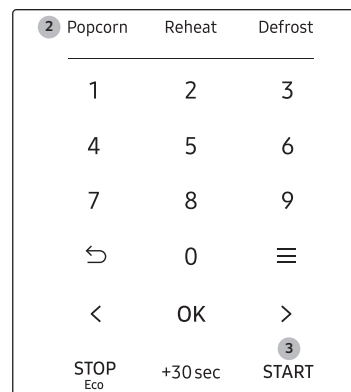 2 Popcorn Reheat Defrost
1 2 3
4 5 6
7 8 9
0
< OK >
3
STOP +30 sec START
Eco